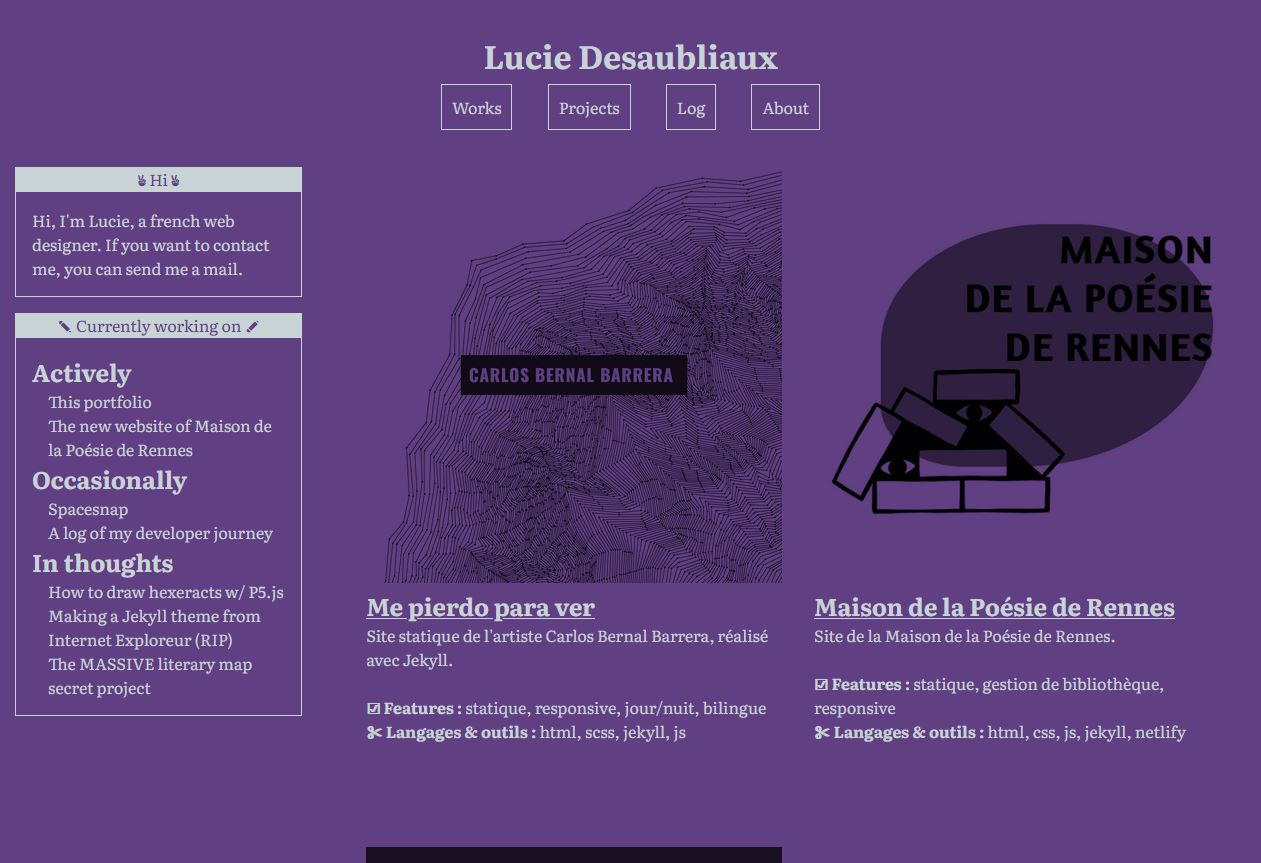 Lucie Desaubliaux
Works
Projects
Log
About
✌ Hi ✌
Hi, I'm Lucie, a french web
designer. If you want to contact
me, you can send me a mail.
✏ Currently working on ✏
Actively
This portfolio
The new website of Maison de
la Poésie de Rennes
Occasionally
Spacesnap
A log of my developer journey
In thoughts
How to draw hexeracts w/ P5.js
Making a Jekyll theme from
Internet Exploreur (RIP)
The MASSIVE literary map
secret project
CARLOS BERNAL BARRERA
Me pierdo para ver
Site statique de l'artiste Carlos Bernal Barrera, réalisé
avec Jekyll.
☑ Features : statique, responsive, jour/nuit, bilingue
✂ Langages & outils : html, scss, jekyll, js
MAISON
DE LA POÉSIE
DE RENNES
Maison de la Poésie de Rennes
Site de la Maison de la Poésie de Rennes.
☑ Features : statique, gestion de bibliothèque,
responsive
✂ Langages & outils : html, css, js, jekyll, netlify